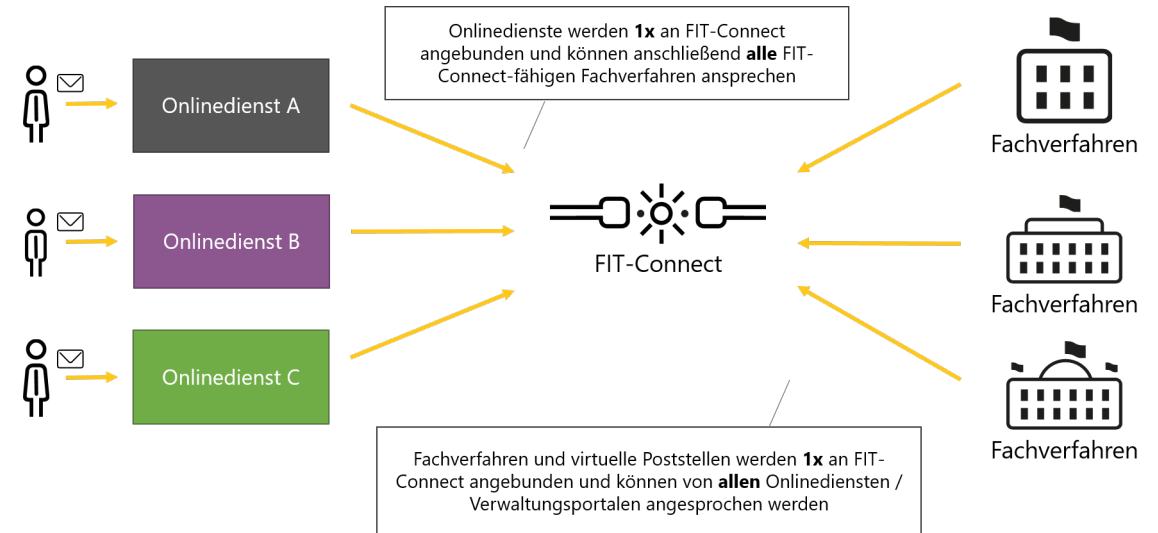 Onlinedienste werden 1x an FIT-Connect
angebunden und können anschließend alle FIT-
Connect-fähigen Fachverfahren ansprechen
Onlinedienst A
Fachverfahren
Onlinedienst B
FIT-Connect
Fachverfahren
Onlinedienst C
Fachverfahren
Fachverfahren und virtuelle Poststellen werden 1x an FIT-
Connect angebunden und können von allen Onlinediensten /
Verwaltungsportalen angesprochen werden